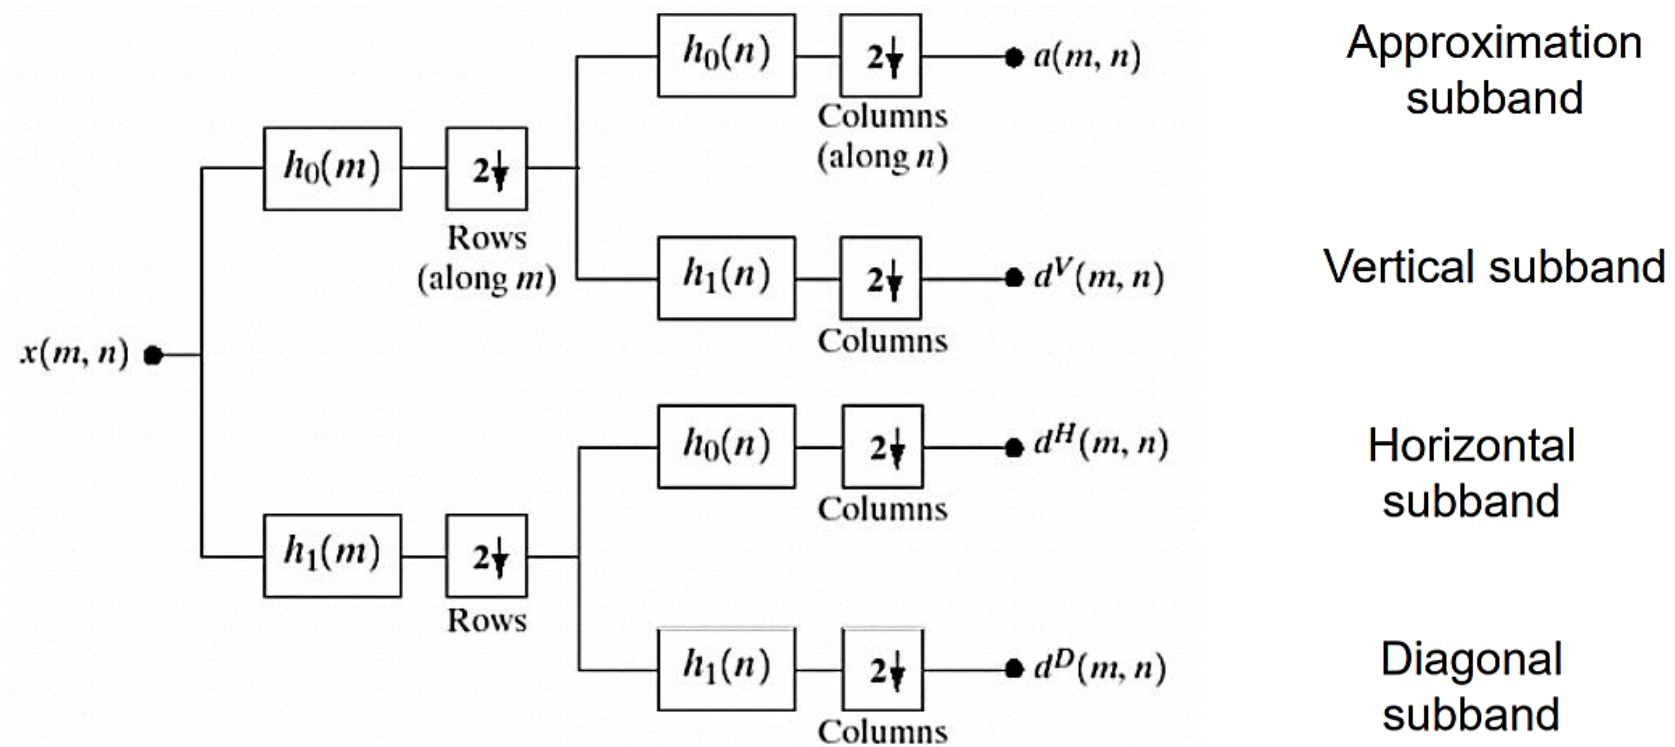 h₀(n)
2↓
a(m, n)
Approximation
subband
Columns
(along n)
h₀(m)
2↓
Rows
(along m)
h₁(n)
2↓
dⱽ(m, n)
Vertical subband
Columns
x(m, n)
h₀(n)
2↓
dᴴ(m, n)
Horizontal
subband
Columns
h₁(m)
2↓
Rows
h₁(n)
2↓
dᴰ(m, n)
Diagonal
subband
Columns